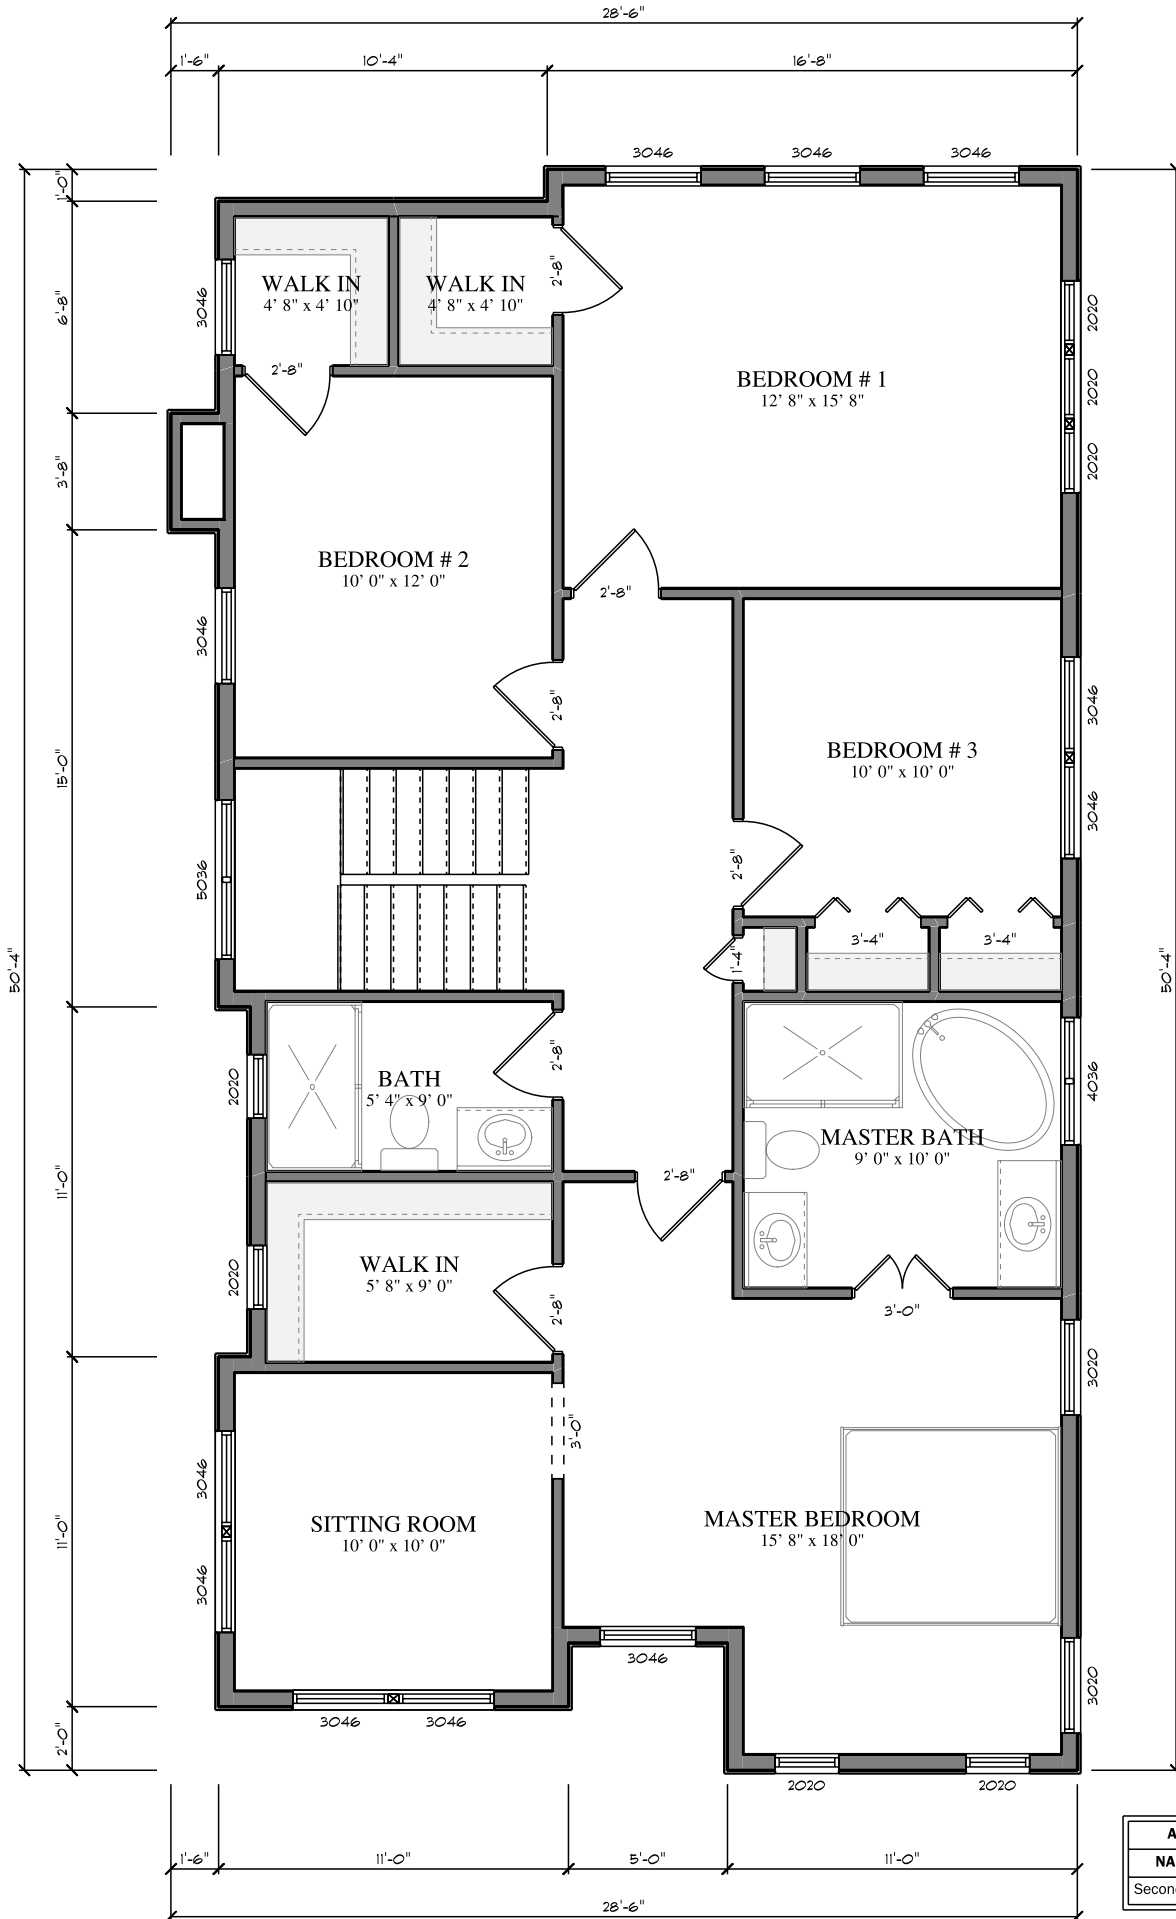 28'-6"
1'-6"
10'-4"
16'-8"
3046
3046
3046
1'-0"
6'-8"
3'-8"
15'-0"
11'-0"
11'-0"
2'-0"
50'-4"
50'-4"
WALK IN
4' 8" x 4' 10"
WALK IN
4' 8" x 4' 10"
2'-8"
2'-8"
3046
2020
2020
2020
BEDROOM # 1
12' 8" x 15' 8"
BEDROOM # 2
10' 0" x 12' 0"
2'-8"
3046
2'-8"
3046
3046
BEDROOM # 3
10' 0" x 10' 0"
5036
2'-8"
3'-4"
3'-4"
1'-4"
2020
BATH
5' 4" x 9' 0"
2'-8"
4036
MASTER BATH
9' 0" x 10' 0"
2'-8"
WALK IN
5' 8" x 9' 0"
2020
2'-8"
3'-0"
3020
3'-0"
3046
3046
SITTING ROOM
10' 0" x 10' 0"
MASTER BEDROOM
15' 8" x 18' 0"
3046
3020
3046
3046
2020
2020
1'-6"
11'-0"
5'-0"
11'-0"
28'-6"
A
NA
Secon